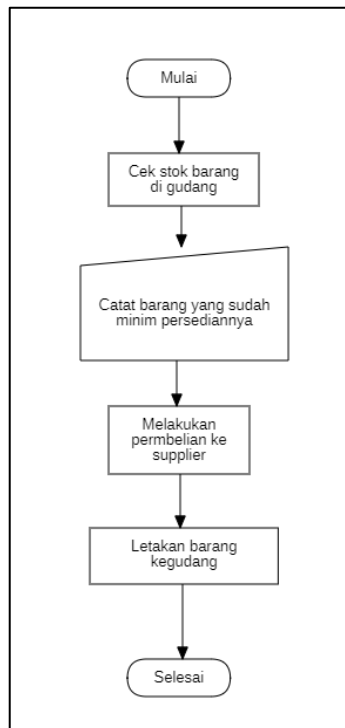 Mulai
Cek stok barang
di gudang
Catat barang yang sudah
minim persediannya
Melakukan
permbelian ke
supplier
Letakan barang
kegudang
Selesai